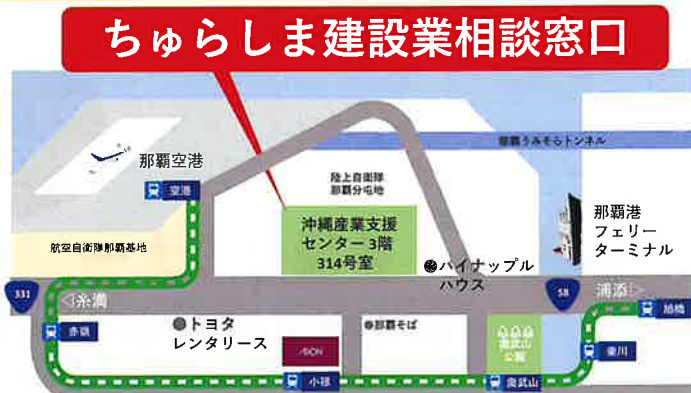 ちゅらしま建設業相談窓口
那覇うみそらトンネル
那覇空港
空港
陸上自衛隊
那覇分屯地
沖縄産業支援
センター 3階
314号室
那覇港
フェリー
ターミナル
航空自衛隊那覇基地
パイナップル
ハウス
331
◁糸満
58
浦添▷
旭橋
赤嶺
●トヨタ
レンタリース
●那覇そば
奥武山
公園
壷川
小禄
奥武山